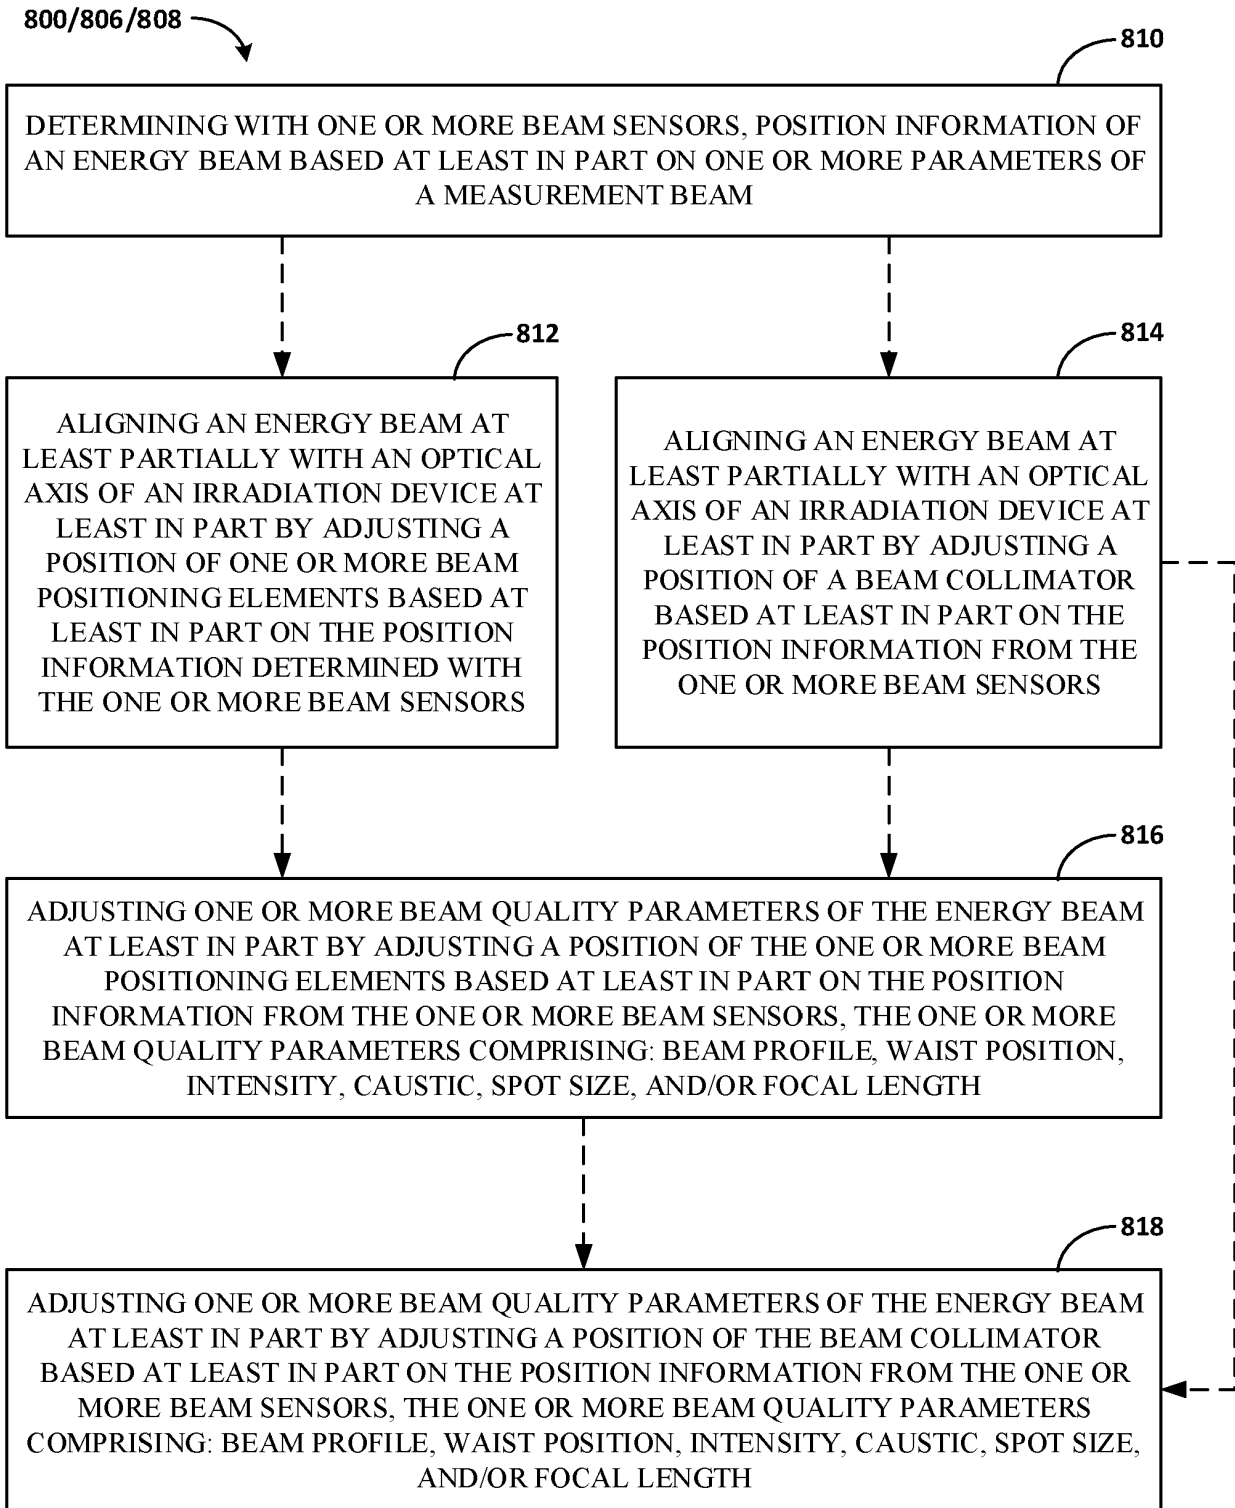 800/806/808
810
DETERMINING WITH ONE OR MORE BEAM SENSORS, POSITION INFORMATION OF
AN ENERGY BEAM BASED AT LEAST IN PART ON ONE OR MORE PARAMETERS OF
A MEASUREMENT BEAM
812
ALIGNING AN ENERGY BEAM AT
LEAST PARTIALLY WITH AN OPTICAL
AXIS OF AN IRRADIATION DEVICE AT
LEAST IN PART BY ADJUSTING A
POSITION OF ONE OR MORE BEAM
POSITIONING ELEMENTS BASED AT
LEAST IN PART ON THE POSITION
INFORMATION DETERMINED WITH
THE ONE OR MORE BEAM SENSORS
814
ALIGNING AN ENERGY BEAM AT
LEAST PARTIALLY WITH AN OPTICAL
AXIS OF AN IRRADIATION DEVICE AT
LEAST IN PART BY ADJUSTING A
POSITION OF A BEAM COLLIMATOR
BASED AT LEAST IN PART ON THE
POSITION INFORMATION FROM THE
ONE OR MORE BEAM SENSORS
816
ADJUSTING ONE OR MORE BEAM QUALITY PARAMETERS OF THE ENERGY BEAM
AT LEAST IN PART BY ADJUSTING A POSITION OF THE ONE OR MORE BEAM
POSITIONING ELEMENTS BASED AT LEAST IN PART ON THE POSITION
INFORMATION FROM THE ONE OR MORE BEAM SENSORS, THE ONE OR MORE
BEAM QUALITY PARAMETERS COMPRISING: BEAM PROFILE, WAIST POSITION,
INTENSITY, CAUSTIC, SPOT SIZE, AND/OR FOCAL LENGTH
818
ADJUSTING ONE OR MORE BEAM QUALITY PARAMETERS OF THE ENERGY BEAM
AT LEAST IN PART BY ADJUSTING A POSITION OF THE BEAM COLLIMATOR
BASED AT LEAST IN PART ON THE POSITION INFORMATION FROM THE ONE OR
MORE BEAM SENSORS, THE ONE OR MORE BEAM QUALITY PARAMETERS
COMPRISING: BEAM PROFILE, WAIST POSITION, INTENSITY, CAUSTIC, SPOT SIZE,
AND/OR FOCAL LENGTH